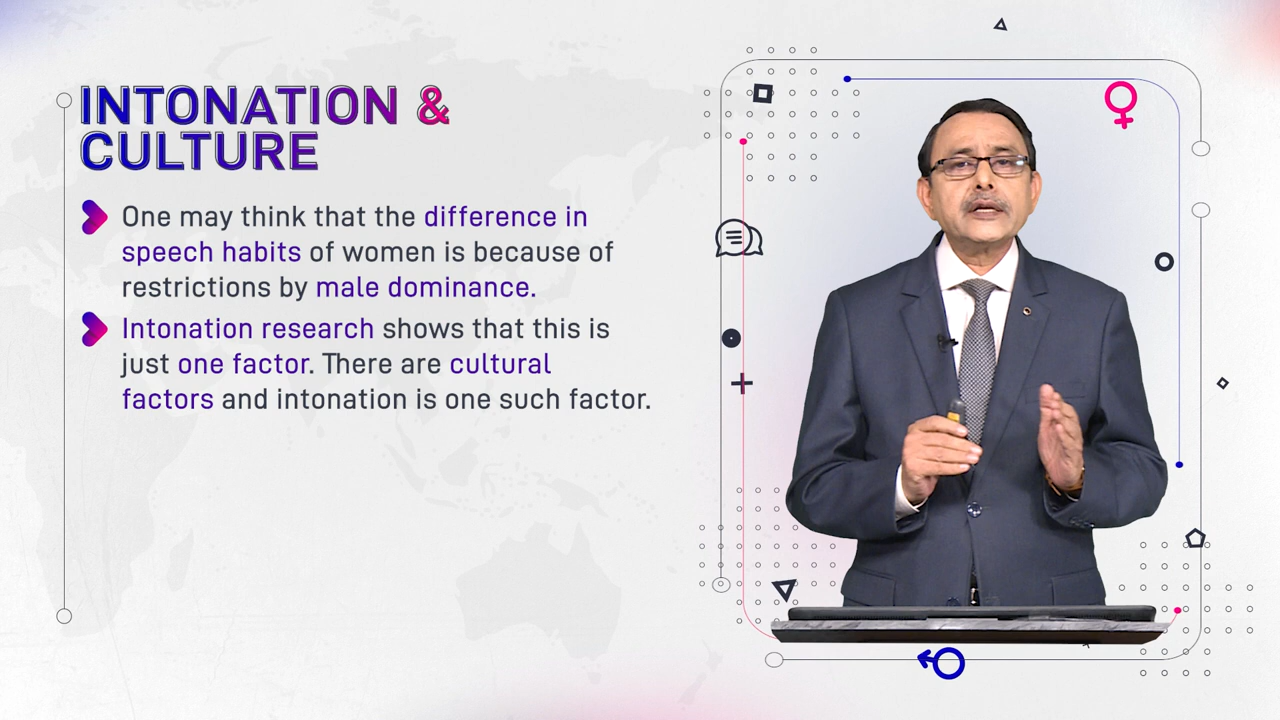 INTONATION &
CULTURE
One may think that the difference in
speech habits of women is because of
restrictions by male dominance.
Intonation research shows that this is
just one factor. There are cultural
factors and intonation is one such factor.